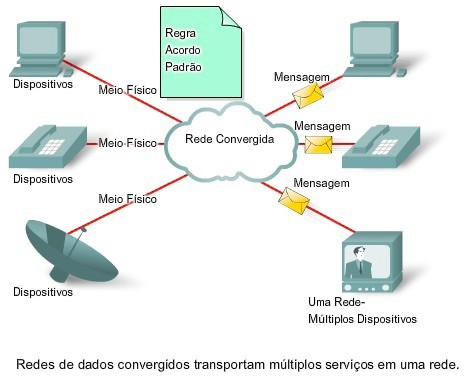 Regra
Acordo
Padrão
Dispositivos
Meio Físico
Mensagem
Dispositivos
Meio Físico
Rede Convergida
Mensagem
Dispositivos
Meio Físico
Mensagem
Uma Rede-
Múltiplos Dispositivos
Redes de dados convergidos transportam múltiplos serviços em uma rede.